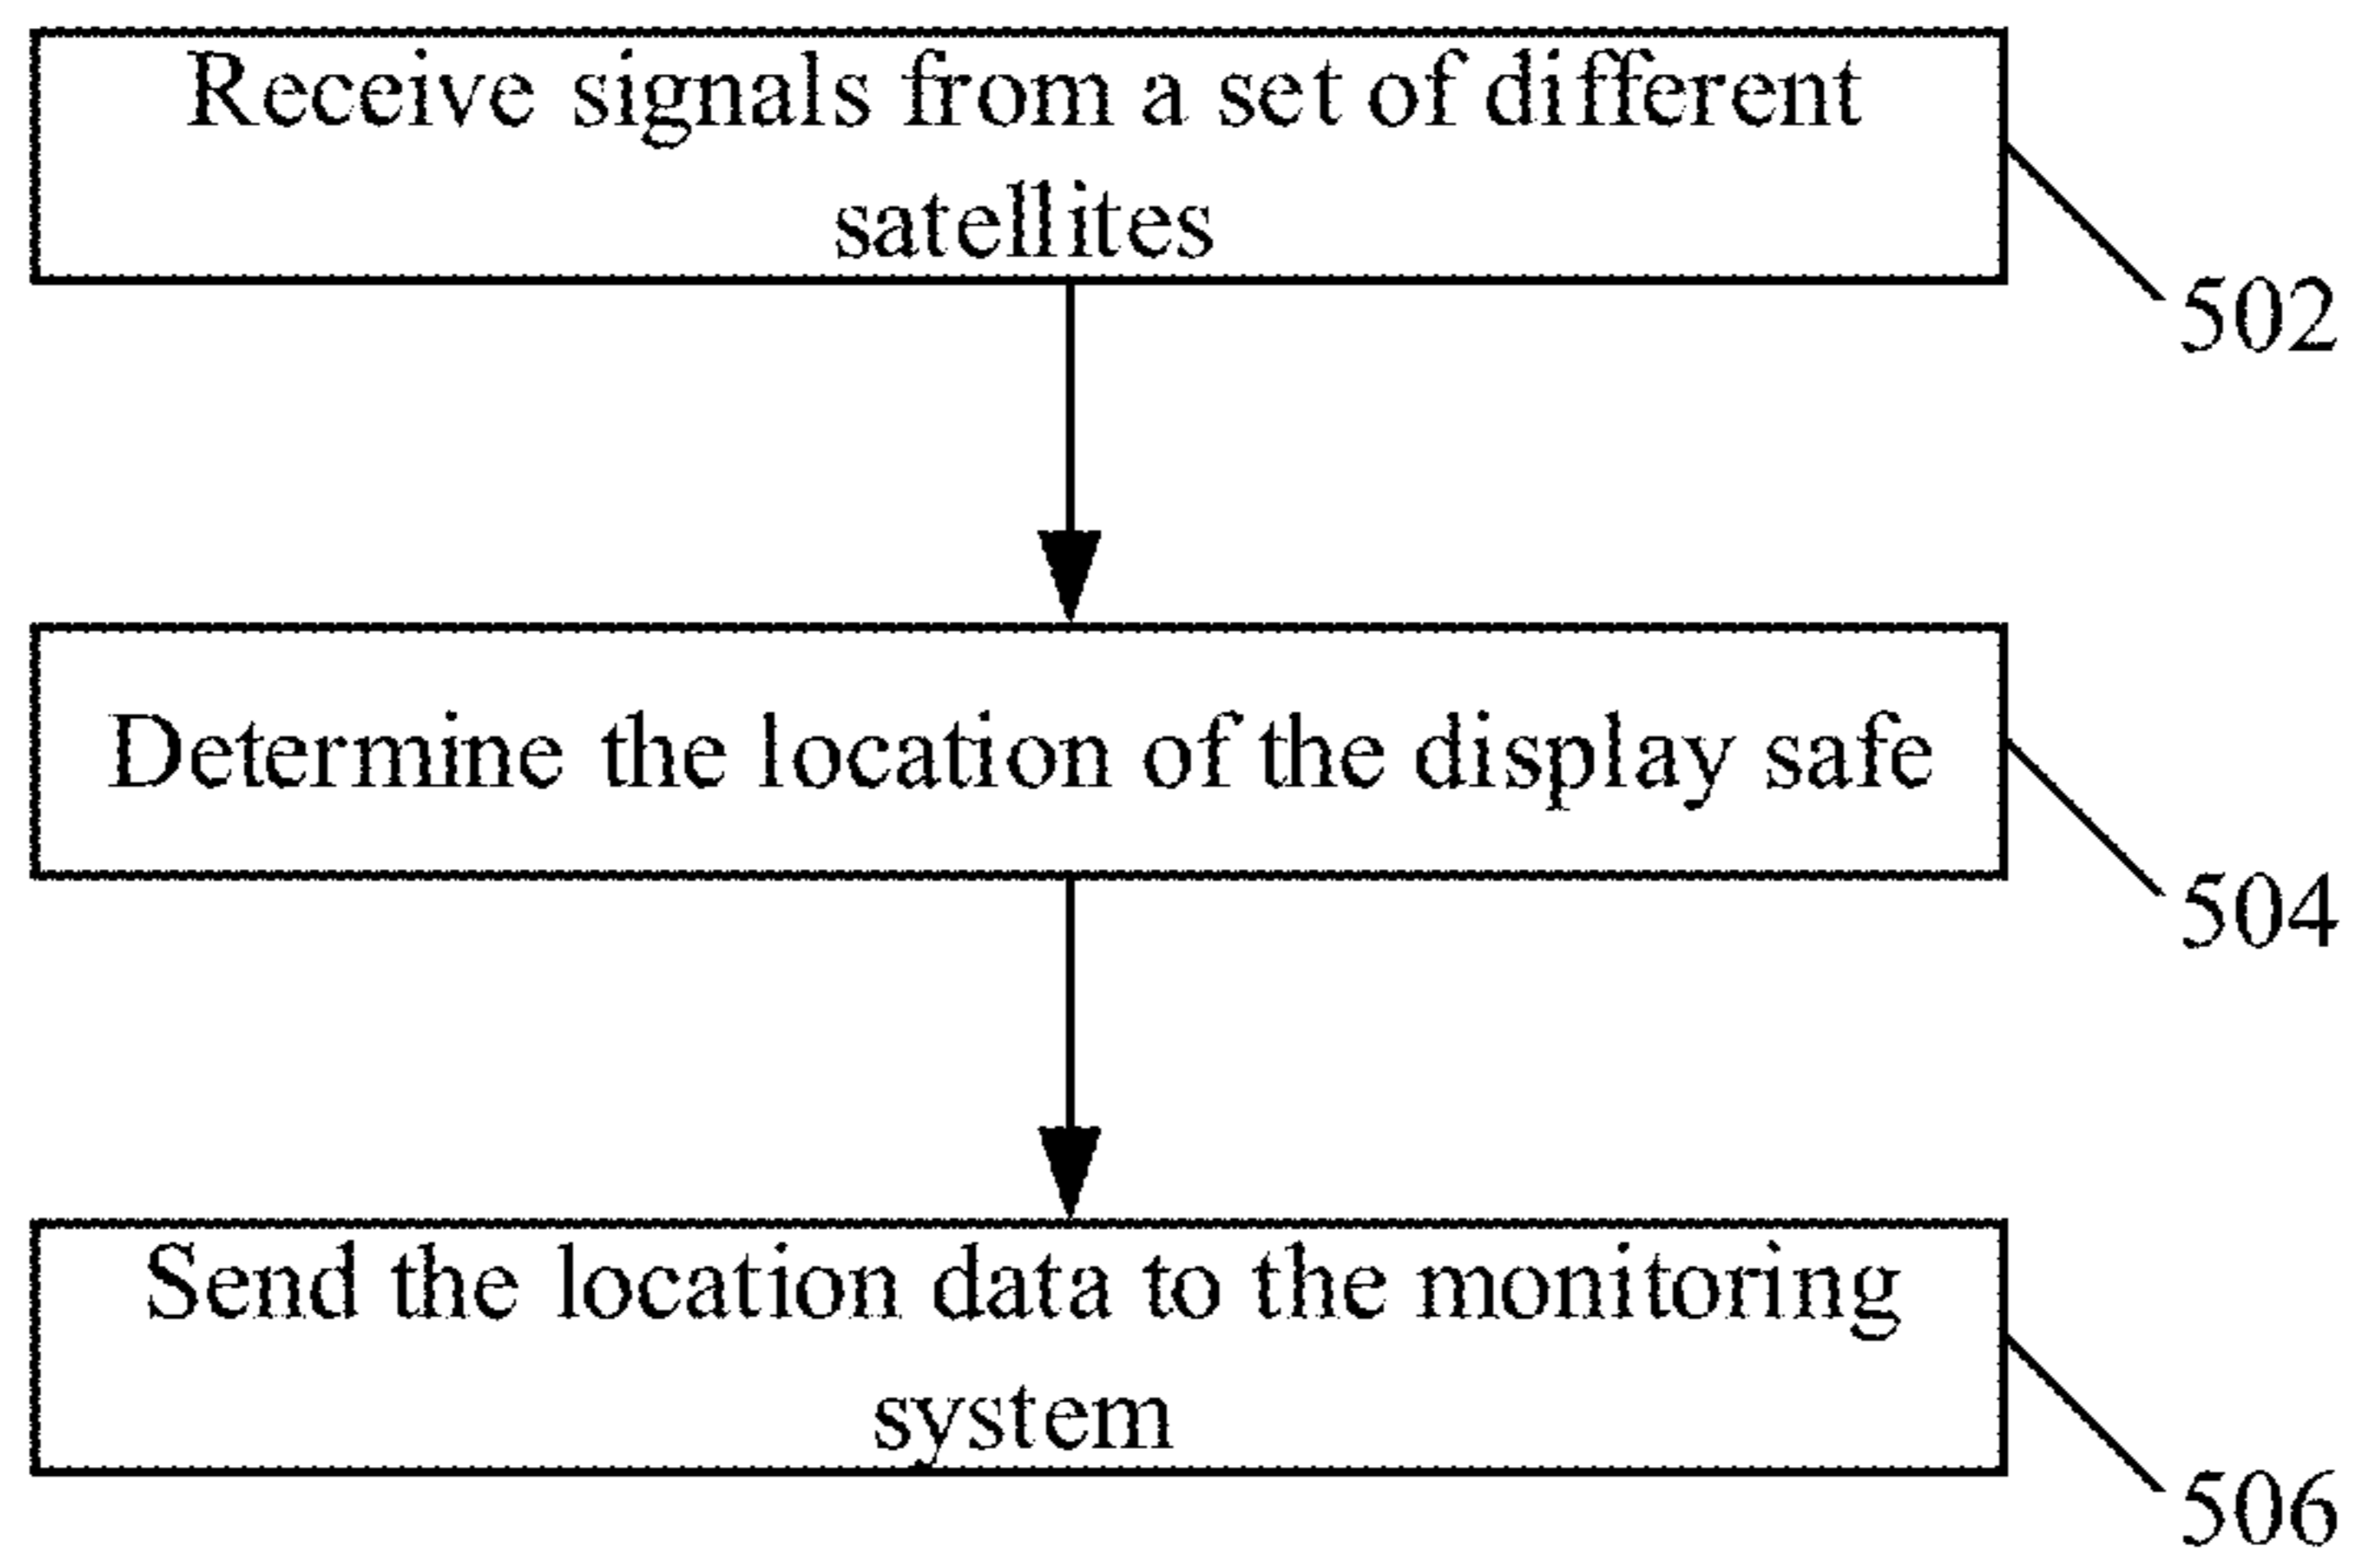 Receive signals from a set of different
satellites
502
Determine the location of the display safe
504
Send the location data to the monitoring
system
506